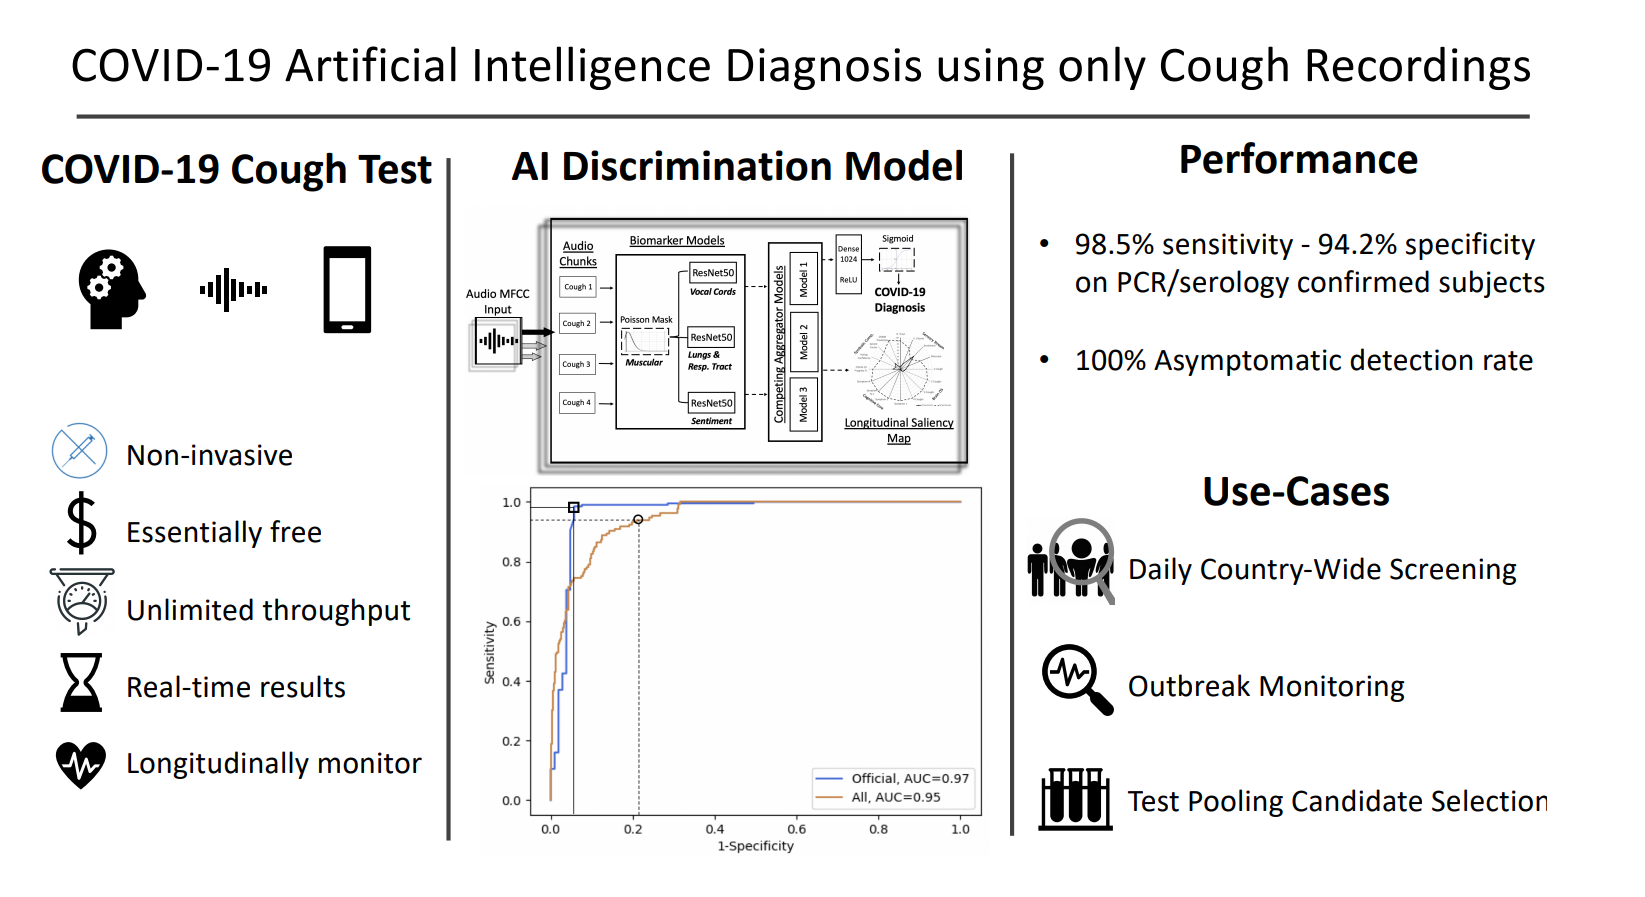 COVID-19 Artificial Intelligence Diagnosis using only Cough Recordings
COVID-19 Cough Test
Non-invasive
Essentially free
Unlimited throughput
Real-time results
Longitudinally monitor
AI Discrimination Model
Audio MFCC
Input
Audio
Chunks
Cough 1
Cough 2
Cough 3
Cough 4
Biomarker Models
Poisson Mask
Muscular
ResNet50
Vocal Cords
ResNet50
Lungs &
Resp. Tract
ResNet50
Sentiment
Competing Aggregator Models
Model 1
Model 2
Model 3
Dense
1024
ReLU
Sigmoid
COVID-19
Diagnosis
Longitudinal Saliency
Map
1.0
0.8
0.6
0.4
0.2
0.0
Sensitivity
0.0 0.2 0.4 0.6 0.8 1.0
1-Specificity
Official, AUC=0.97
All, AUC=0.95
Performance
• 98.5% sensitivity - 94.2% specificity
on PCR/serology confirmed subjects
• 100% Asymptomatic detection rate
Use-Cases
Daily Country-Wide Screening
Outbreak Monitoring
Test Pooling Candidate Selection